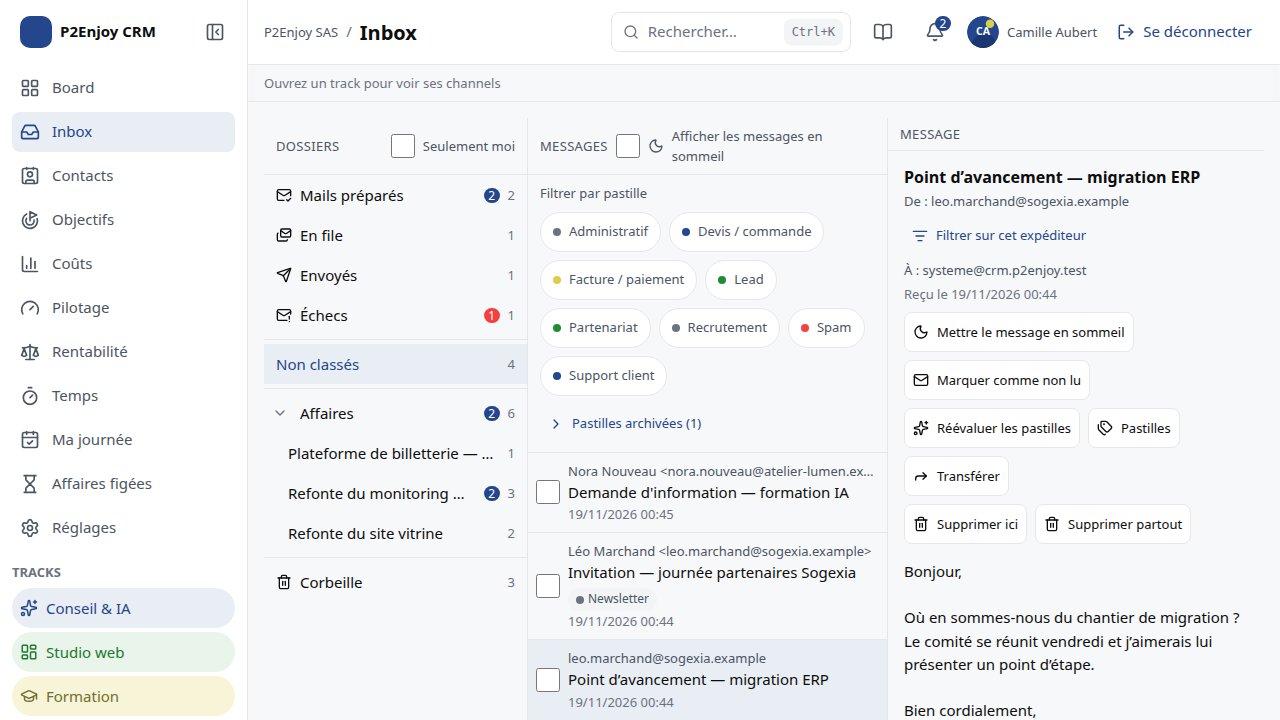 P2Enjoy CRM
Board
Inbox
Contacts
Objectifs
Coûts
Pilotage
Rentabilité
Temps
Ma journée
Affaires figées
Réglages
TRACKS
Conseil & IA
Studio web
Formation
P2Enjoy SAS / Inbox
Rechercher... Ctrl+K
2
CA Camille Aubert
Se déconnecter
Ouvrez un track pour voir ses channels
DOSSIERS Seulement moi
Mails préparés 2 2
En file 1
Envoyés 1
Échecs 1 1
Non classés 4
Affaires 2 6
Plateforme de billetterie — ... 1
Refonte du monitoring ... 2 3
Refonte du site vitrine 2
Corbeille 3
MESSAGES Afficher les messages en
sommeil
Filtrer par pastille
Administratif Devis / commande
Facture / paiement Lead
Partenariat Recrutement Spam
Support client
Pastilles archivées (1)
Nora Nouveau <nora.nouveau@atelier-lumen.ex...
Demande d'information — formation IA
19/11/2026 00:45
Léo Marchand <leo.marchand@sogexia.example>
Invitation — journée partenaires Sogexia
Newsletter
19/11/2026 00:44
leo.marchand@sogexia.example
Point d’avancement — migration ERP
19/11/2026 00:44
MESSAGE
Point d’avancement — migration ERP
De : leo.marchand@sogexia.example
Filtrer sur cet expéditeur
À : systeme@crm.p2enjoy.test
Reçu le 19/11/2026 00:44
Mettre le message en sommeil
Marquer comme non lu
Réévaluer les pastilles Pastilles
Transférer
Supprimer ici Supprimer partout
Bonjour,
Où en sommes-nous du chantier de migration ?
Le comité se réunit vendredi et j’aimerais lui
présenter un point d’étape.
Bien cordialement,